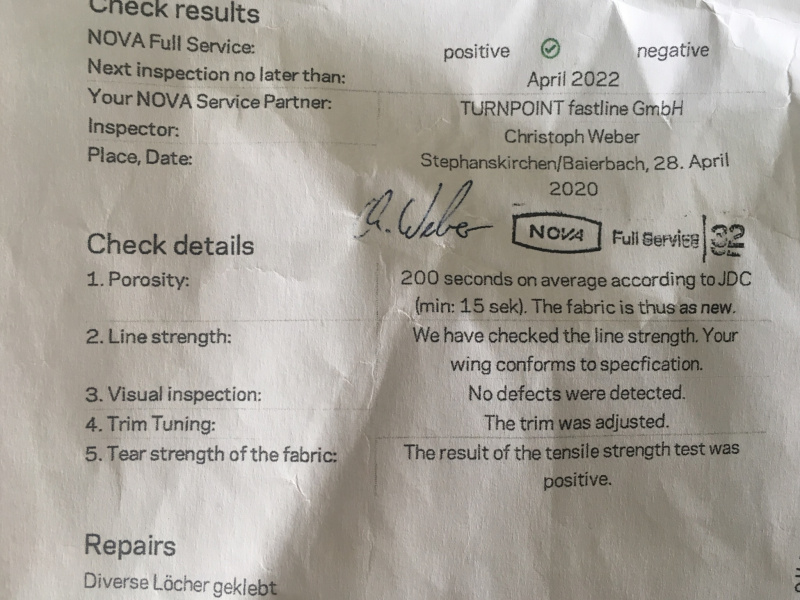 Check results
NOVA Full Service: positive negative
Next inspection no later than: April 2022
Your NOVA Service Partner: TURNPOINT fastline GmbH
Inspector: Christoph Weber
Place, Date: Stephanskirchen/Baierbach, 28. April
2020
Weber NOVA Full Service 32
Check details
1. Porosity: 200 seconds on average according to JDC
(min: 15 sek). The fabric is thus as new.
2. Line strength: We have checked the line strength. Your
wing conforms to specfication.
3. Visual inspection: No defects were detected.
4. Trim Tuning: The trim was adjusted.
5. Tear strength of the fabric: The result of the tensile strength test was
positive.
Repairs
Diverse Löcher geklebt